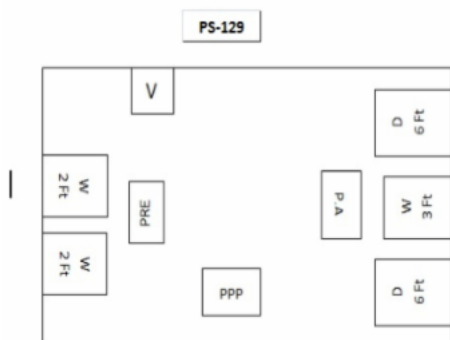 PS-129
V
D
6 Ft
W
2 Ft
PRE
P.A
W
3 Ft
W
2 Ft
PPP
D
6 Ft